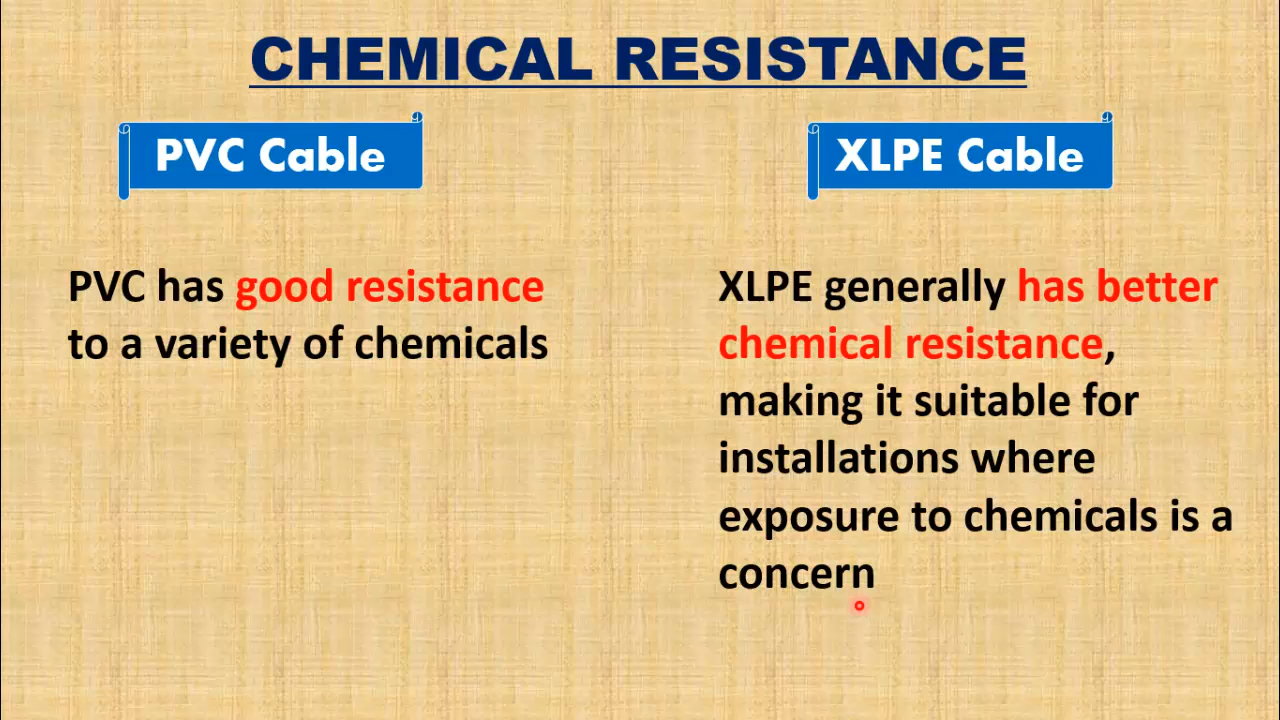 CHEMICAL RESISTANCE
PVC Cable
PVC has good resistance
to a variety of chemicals
XLPE Cable
XLPE generally has better
chemical resistance,
making it suitable for
installations where
exposure to chemicals is a
concern